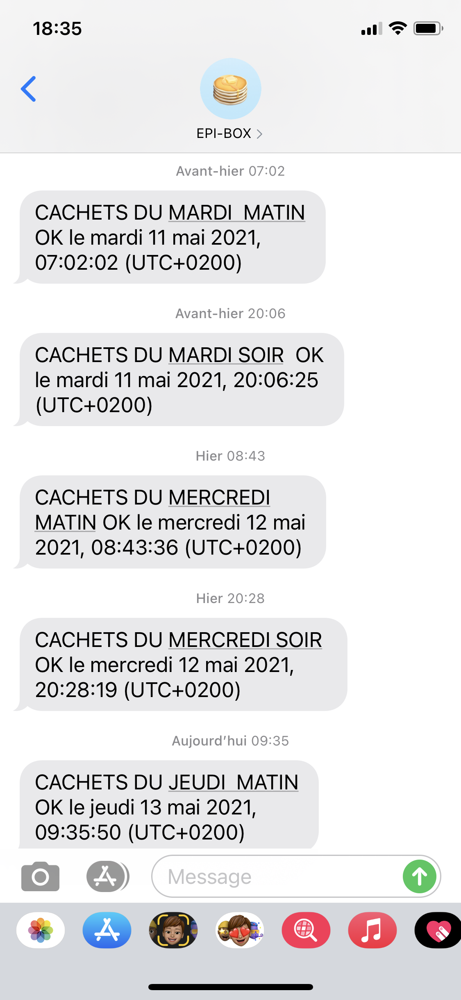 18:35
EPI-BOX
Avant-hier 07:02
CACHETS DU MARDI  MATIN
OK le mardi 11 mai 2021,
07:02:02 (UTC+0200)
Avant-hier 20:06
CACHETS DU MARDI SOIR  OK
le mardi 11 mai 2021, 20:06:25
(UTC+0200)
Hier 08:43
CACHETS DU MERCREDI
MATIN OK le mercredi 12 mai
2021, 08:43:36 (UTC+0200)
Hier 20:28
CACHETS DU MERCREDI SOIR
OK le mercredi 12 mai 2021,
20:28:19 (UTC+0200)
Aujourd’hui 09:35
CACHETS DU JEUDI  MATIN
OK le jeudi 13 mai 2021,
09:35:50 (UTC+0200)
Message